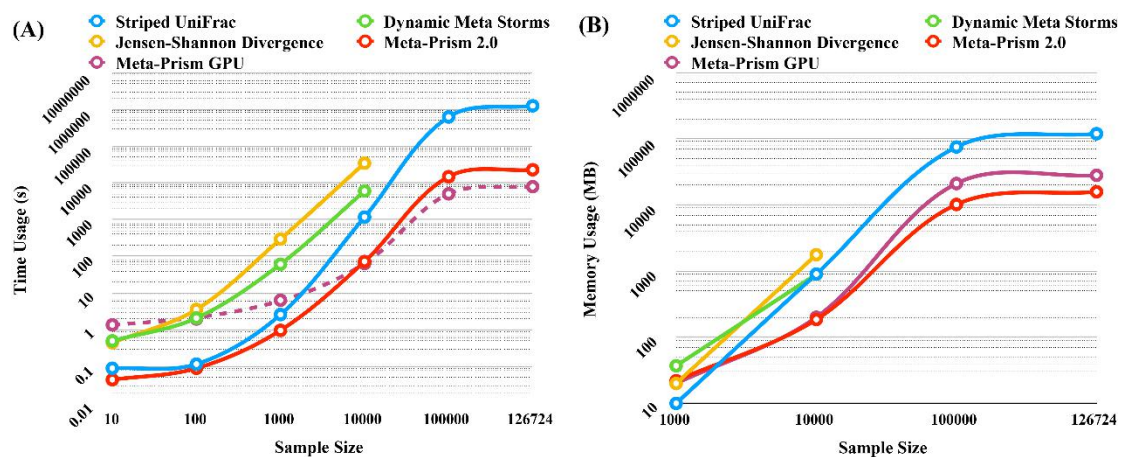 (A)
Striped UniFrac
Dynamic Meta Storms
Jensen-Shannon Divergence
Meta-Prism 2.0
Meta-Prism GPU
Time Usage (s)
10000000
1000000
100000
10000
1000
100
10
1
0.1
0.01
10 100 1000 10000 100000 126724
Sample Size
(B)
Striped UniFrac
Dynamic Meta Storms
Jensen-Shannon Divergence
Meta-Prism 2.0
Meta-Prism GPU
Memory Usage (MB)
1000000
100000
10000
1000
100
10
1000 10000 100000 126724
Sample Size